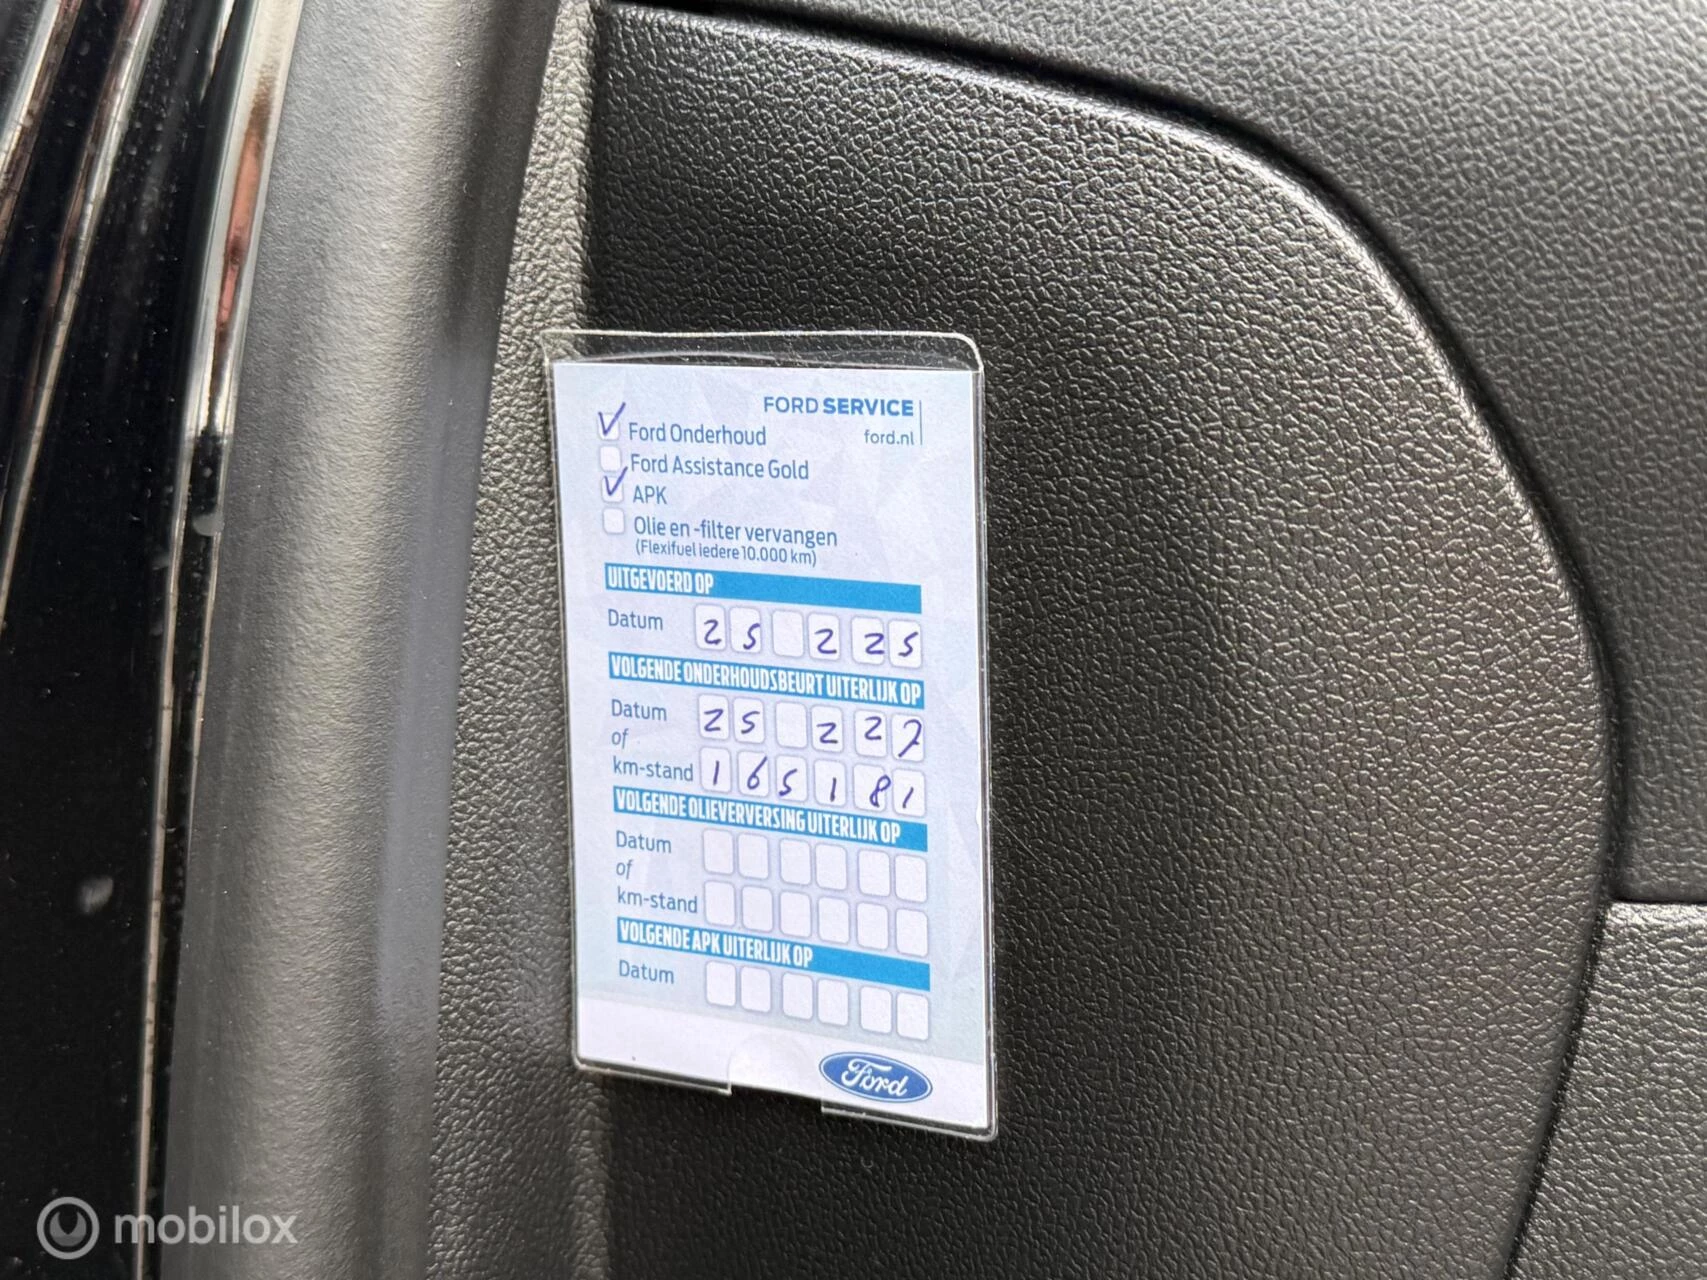 FORD SERVICE
ford.nl
Ford Onderhoud
Ford Assistance Gold
APK
Olie en -filter vervangen
(Flexifuel iedere 10.000 km)
UITGEVOERD OP
Datum 25 2 25
VOLGENDE ONDERHOUDSBEURT UITERLIJK OP
Datum 25 2 27
of
km-stand 165181
VOLGENDE OLIEVERVERSING UITERLIJK OP
Datum
of
km-stand
VOLGENDE APK UITERLIJK OP
Datum
Ford
mobilox